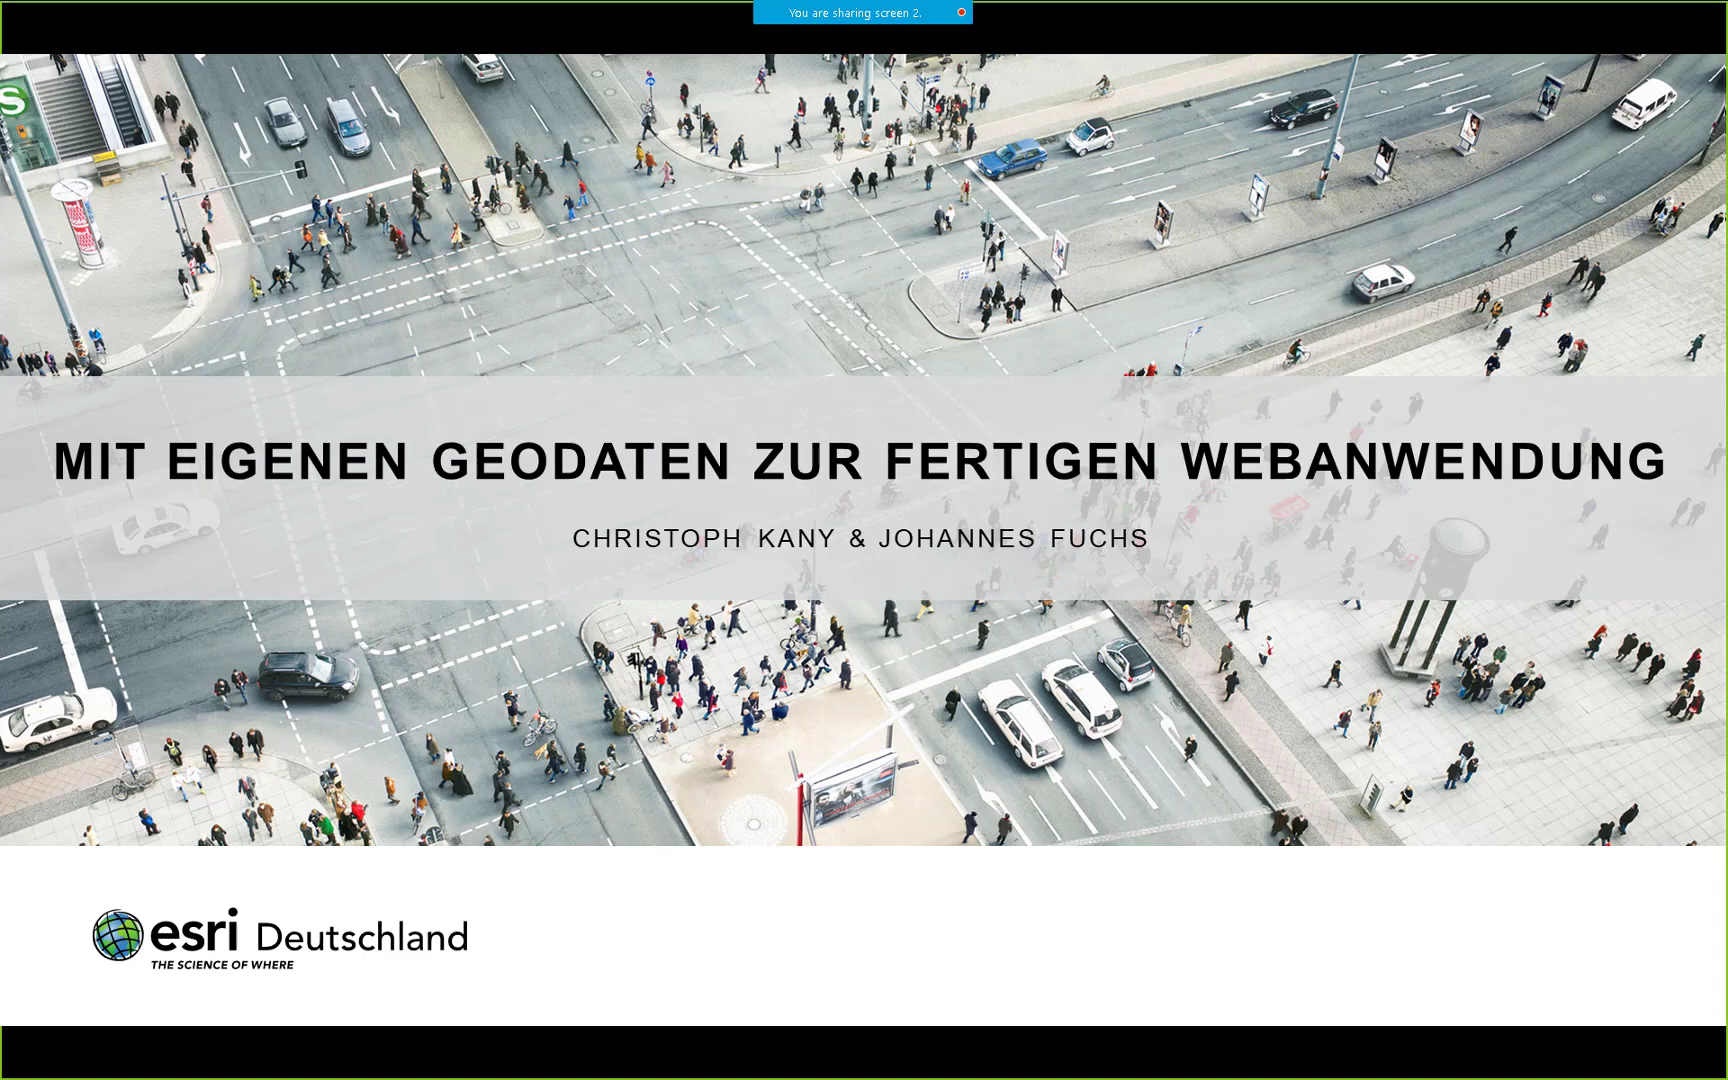 You are sharing screen 2.
S
MIT EIGENEN GEODATEN ZUR FERTIGEN WEBANWENDUNG
CHRISTOPH KANY & JOHANNES FUCHS
esri Deutschland
THE SCIENCE OF WHERE